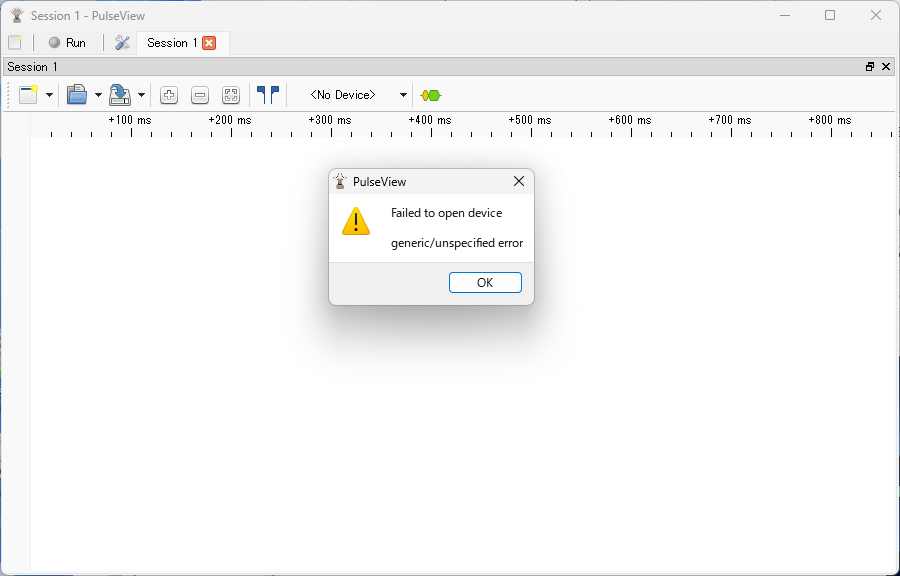 Session 1 - PulseView
Run
Session 1
Session 1
<No Device>
+100 ms +200 ms +300 ms +400 ms +500 ms +600 ms +700 ms +800 ms
PulseView
Failed to open device
generic/unspecified error
OK